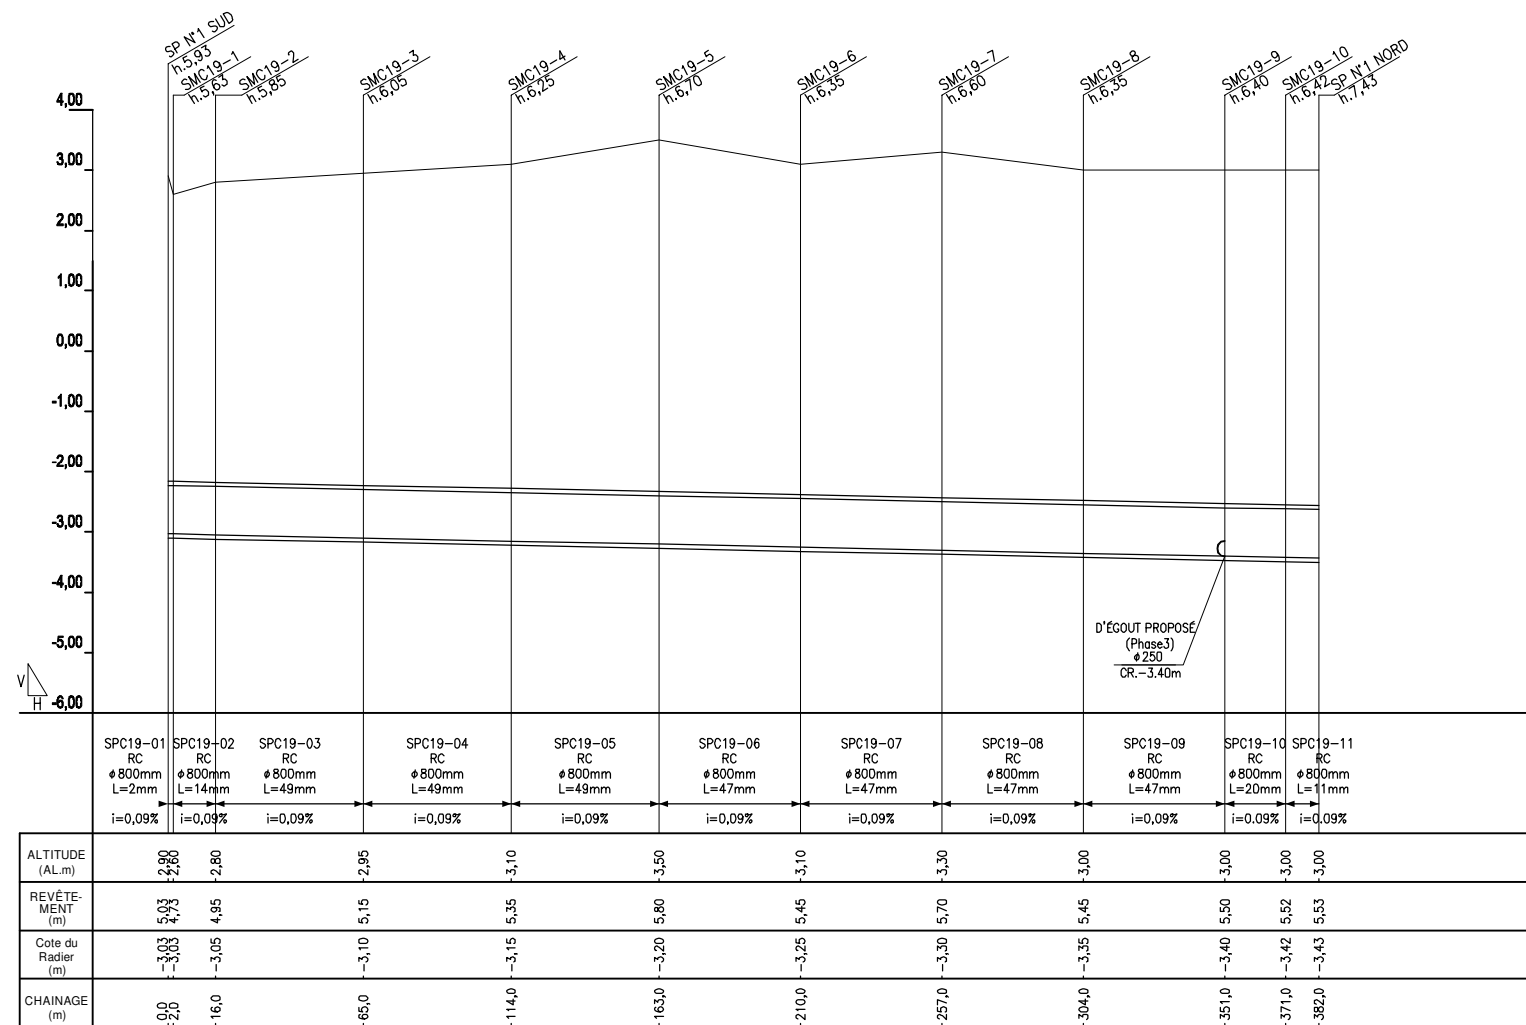 SP N°1 SUD
h.5,93
SMC19-1
h.5,63
SMC19-2
h.5,85
SMC19-3
h.6,05
SMC19-4
h.6,25
SMC19-5
h.6,70
SMC19-6
h.6,35
SMC19-7
h.6,60
SMC19-8
h.6,35
SMC19-9
h.6,40
SMC19-10
h.6,42
SP N°1 NORD
h.7,43
4,00
3,00
2,00
1,00
0,00
-1,00
-2,00
-3,00
-4,00
-5,00
-6,00
V
H
D'ÉGOUT PROPOSÉ
(Phase3)
ϕ250
CR.-3.40m
SPC19-01
RC
ϕ800mm
L=2mm
i=0,09%
SPC19-02
RC
ϕ800mm
L=14mm
i=0,09%
SPC19-03
RC
ϕ800mm
L=49mm
i=0,09%
SPC19-04
RC
ϕ800mm
L=49mm
i=0,09%
SPC19-05
RC
ϕ800mm
L=49mm
i=0,09%
SPC19-06
RC
ϕ800mm
L=47mm
i=0,09%
SPC19-07
RC
ϕ800mm
L=47mm
i=0,09%
SPC19-08
RC
ϕ800mm
L=47mm
i=0,09%
SPC19-09
RC
ϕ800mm
L=47mm
i=0,09%
SPC19-10
RC
ϕ800mm
L=20mm
i=0.09%
SPC19-11
RC
ϕ800mm
L=11mm
i=0.09%
ALTITUDE
(AL.m)
2,90 2,60 2,80 2,95 3,10 3,50 3,10 3,30 3,00 3,00 3,00 3,00
REVÊTE-
MENT
(m)
5,03 4,73 4,95 5,15 5,35 5,80 5,45 5,70 5,45 5,50 5,52 5,53
Cote du
Radier
(m)
-3,03 -3,03 -3,05 -3,10 -3,15 -3,20 -3,25 -3,30 -3,35 -3,40 -3,42 -3,43
CHAINAGE
(m)
0,0 2,0 16,0 65,0 114,0 163,0 210,0 257,0 304,0 351,0 371,0 382,0